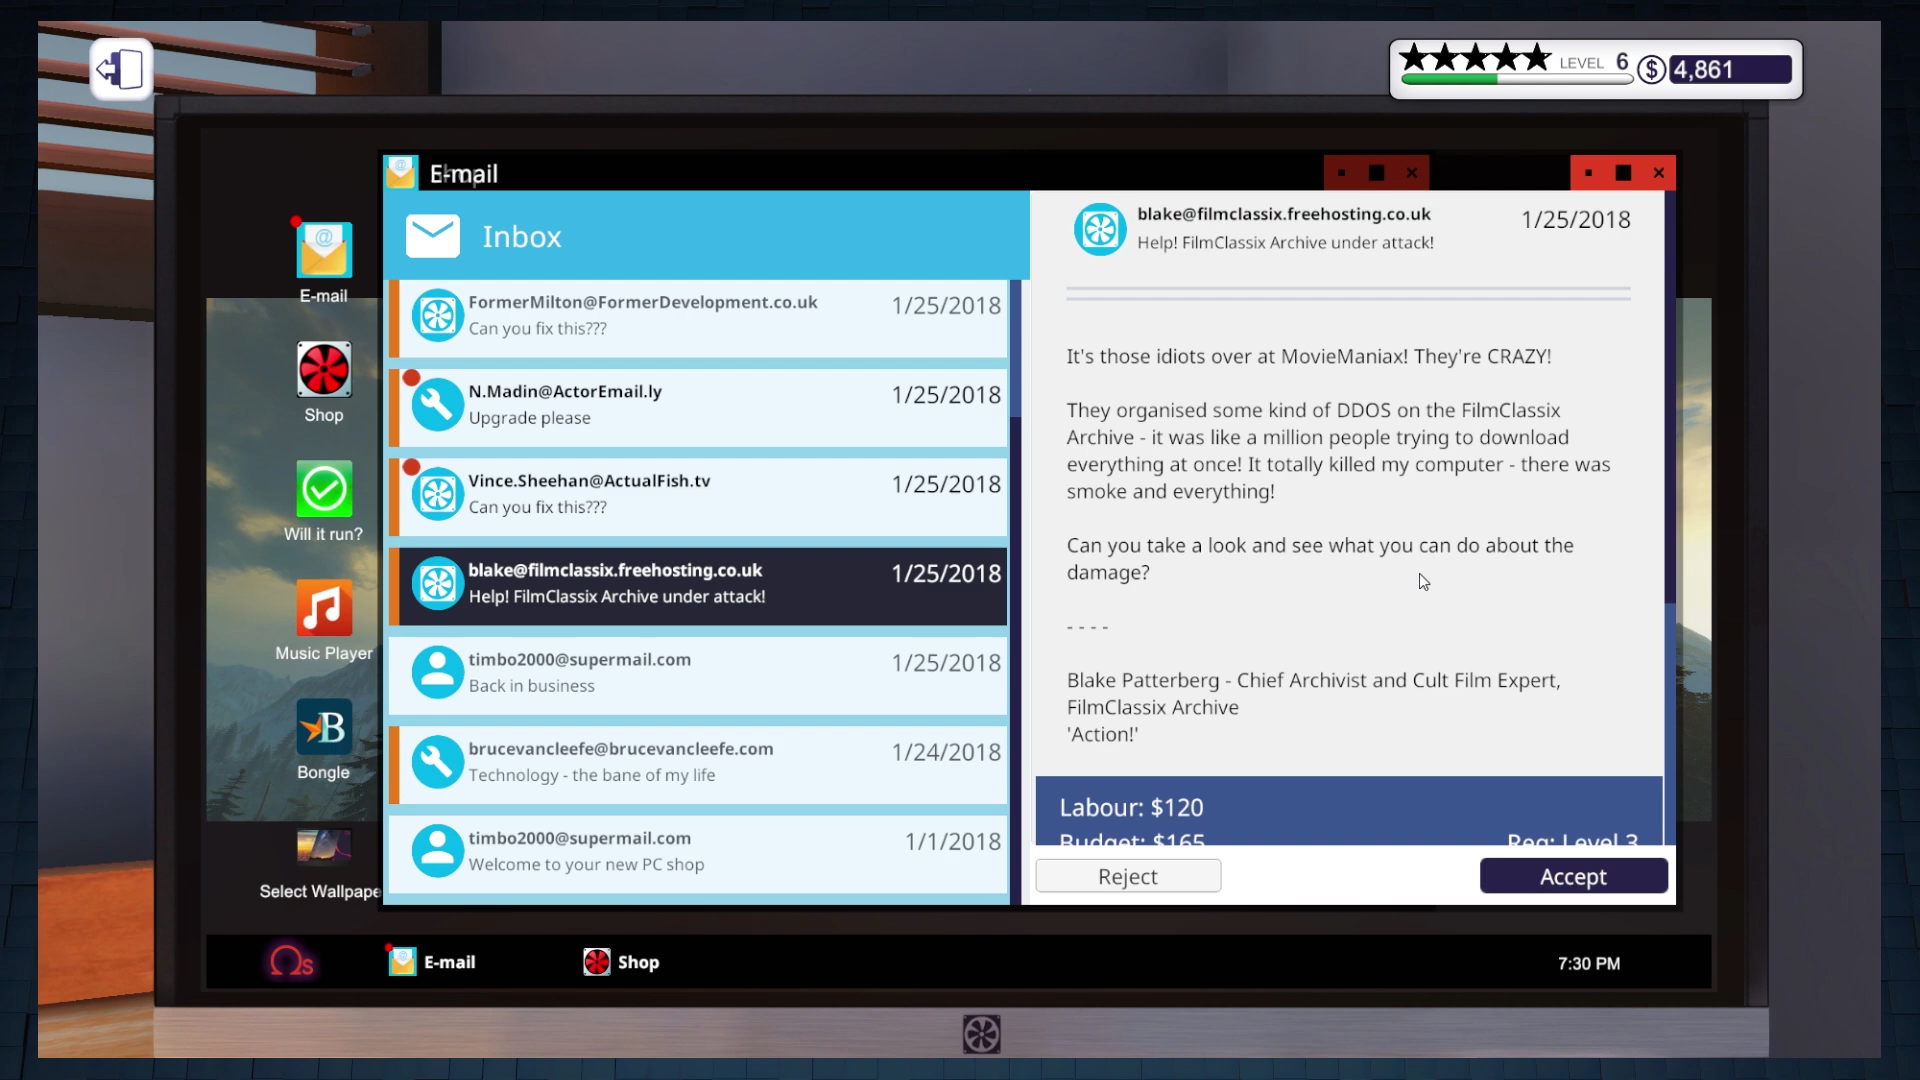 LEVEL 6
$ 4,861
E-mail
E-mail
Shop
Will it run?
Music Player
B
Bongle
Select Wallpape
Inbox
FormerMilton@FormerDevelopment.co.uk
1/25/2018
Can you fix this???
N.Madin@ActorEmail.ly
1/25/2018
Upgrade please
Vince.Sheehan@ActualFish.tv
1/25/2018
Can you fix this???
blake@filmclassix.freehosting.co.uk
1/25/2018
Help! FilmClassix Archive under attack!
timbo2000@supermail.com
1/25/2018
Back in business
brucevancleefe@brucevancleefe.com
1/24/2018
Technology - the bane of my life
timbo2000@supermail.com
1/1/2018
Welcome to your new PC shop
blake@filmclassix.freehosting.co.uk
1/25/2018
Help! FilmClassix Archive under attack!
It's those idiots over at MovieManiax! They're CRAZY!
They organised some kind of DDOS on the FilmClassix
Archive - it was like a million people trying to download
everything at once! It totally killed my computer - there was
smoke and everything!
Can you take a look and see what you can do about the
damage?
- - - -
Blake Patterberg - Chief Archivist and Cult Film Expert,
FilmClassix Archive
'Action!'
Labour: $120
Budget: $165
Req: Level 3
Reject
Accept
Ωs
E-mail
Shop
7:30 PM